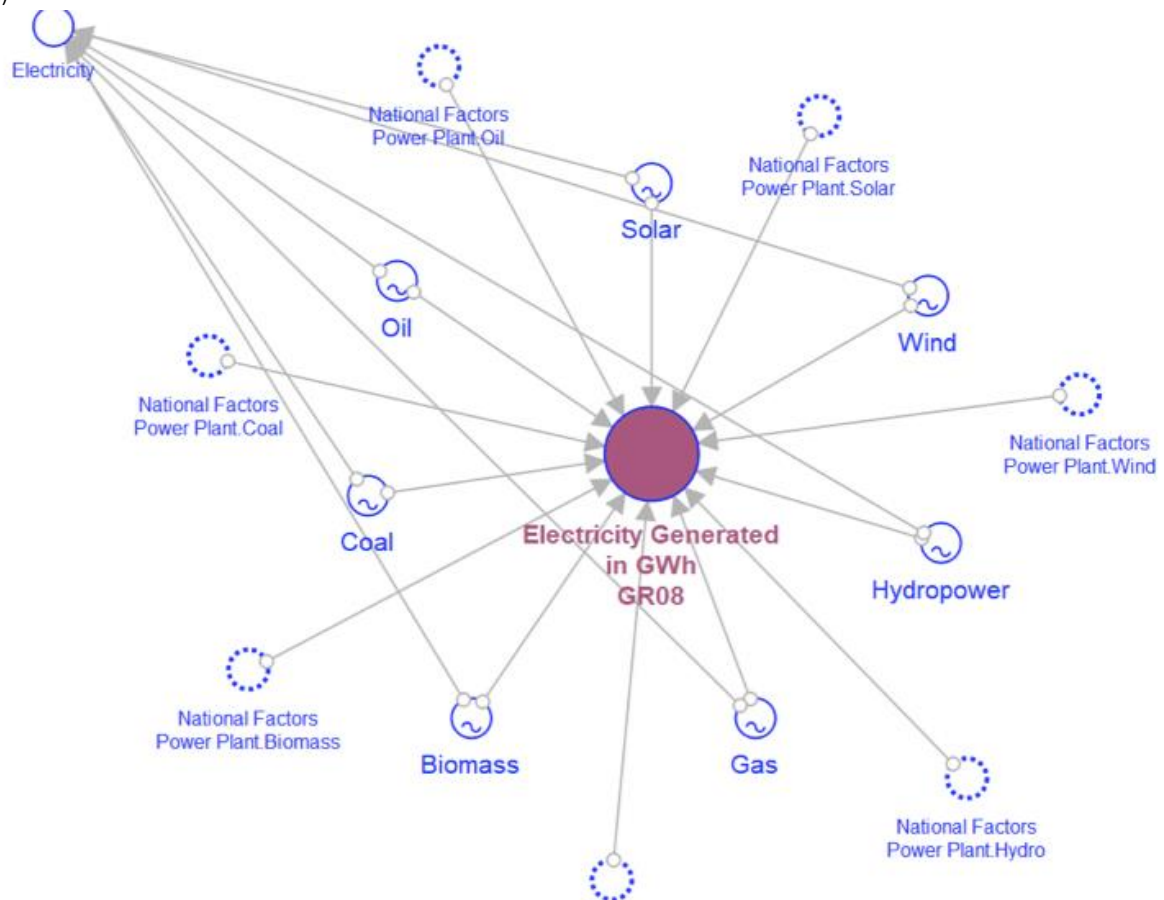 )
Electricity
National Factors
Power Plant.Oil
National Factors
Power Plant.Solar
Solar
Oil
Wind
National Factors
Power Plant.Coal
National Factors
Power Plant.Wind
Coal
Electricity Generated
in GWh
GR08
Hydropower
National Factors
Power Plant.Biomass
Biomass
Gas
National Factors
Power Plant.Hydro